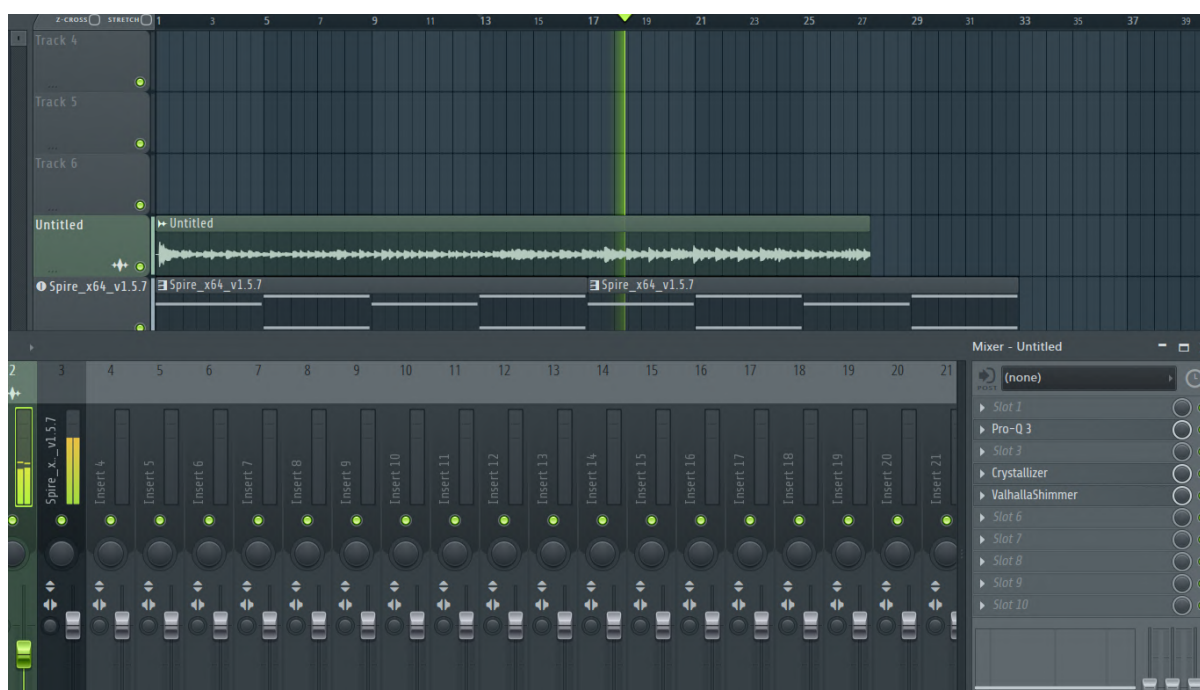 Z-CROSS STRETCH 1 3 5 7 9 11 13 15 17 19 21 23 25 27 29 31 33 35 37 39
Track 4
Track 5
Track 6
Untitled Untitled
Spire_x64_v1.5.7 Spire_x64_v1.5.7 Spire_x64_v1.5.7
Mixer - Untitled
2 3 4 5 6 7 8 9 10 11 12 13 14 15 16 17 18 19 20 21
POST (none)
Slot 1
Pro-Q 3
Slot 3
Crystallizer
ValhallaShimmer
Slot 6
Slot 7
Slot 8
Slot 9
Slot 10
Spire_x.._v1.5.7 Insert 4 Insert 5 Insert 6 Insert 7 Insert 8 Insert 9 Insert 10 Insert 11 Insert 12 Insert 13 Insert 14 Insert 15 Insert 16 Insert 17 Insert 18 Insert 19 Insert 20 Insert 21